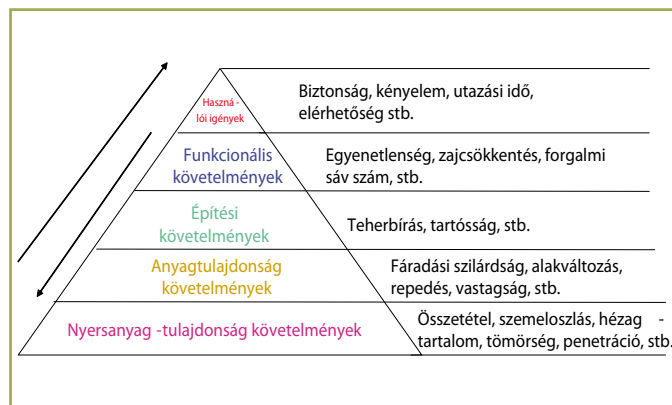 Haszná -
lói igények
Biztonság, kényelem, utazási idő,
elérhetőség stb.
Funkcionális
követelmények
Egyenetlenség, zajcsökkentés, forgalmi
sáv szám, stb.
Építési
követelmények
Teherbírás, tartósság, stb.
Anyagtulajdonság
követelmények
Fáradási szilárdság, alakváltozás,
repedés, vastagság, stb.
Nyersanyag -tulajdonság követelmények
Összetétel, szemeloszlás, hézag -
tartalom, tömörség, penetráció, stb.